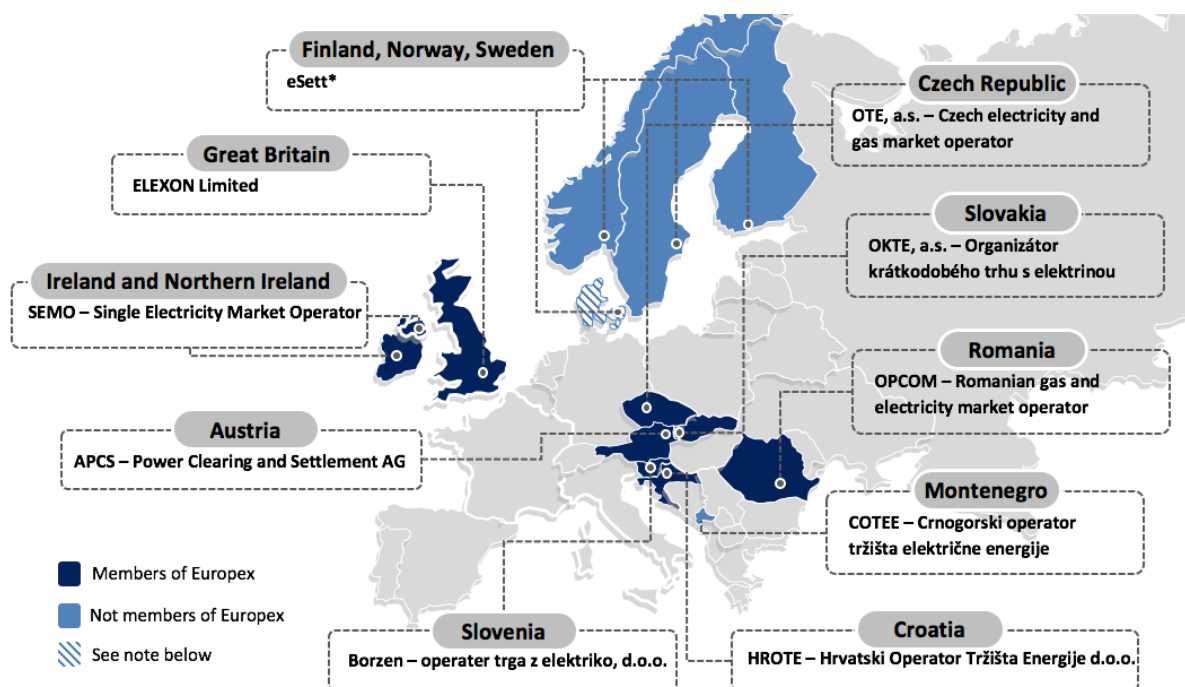 Finland, Norway, Sweden
eSett*
Great Britain
ELEXON Limited
Ireland and Northern Ireland
SEMO – Single Electricity Market Operator
Austria
APCS – Power Clearing and Settlement AG
Czech Republic
OTE, a.s. – Czech electricity and
gas market operator
Slovakia
OKTE, a.s. – Organizátor
krátkodobého trhu s elektrinou
Romania
OPCOM – Romanian gas and
electricity market operator
Montenegro
COTEE – Crnogorski operator
tržišta električne energije
Members of Europex
Not members of Europex
See note below
Slovenia
Borzen – operater trga z elektriko, d.o.o.
Croatia
HROTE – Hrvatski Operator Tržišta Energije d.o.o.